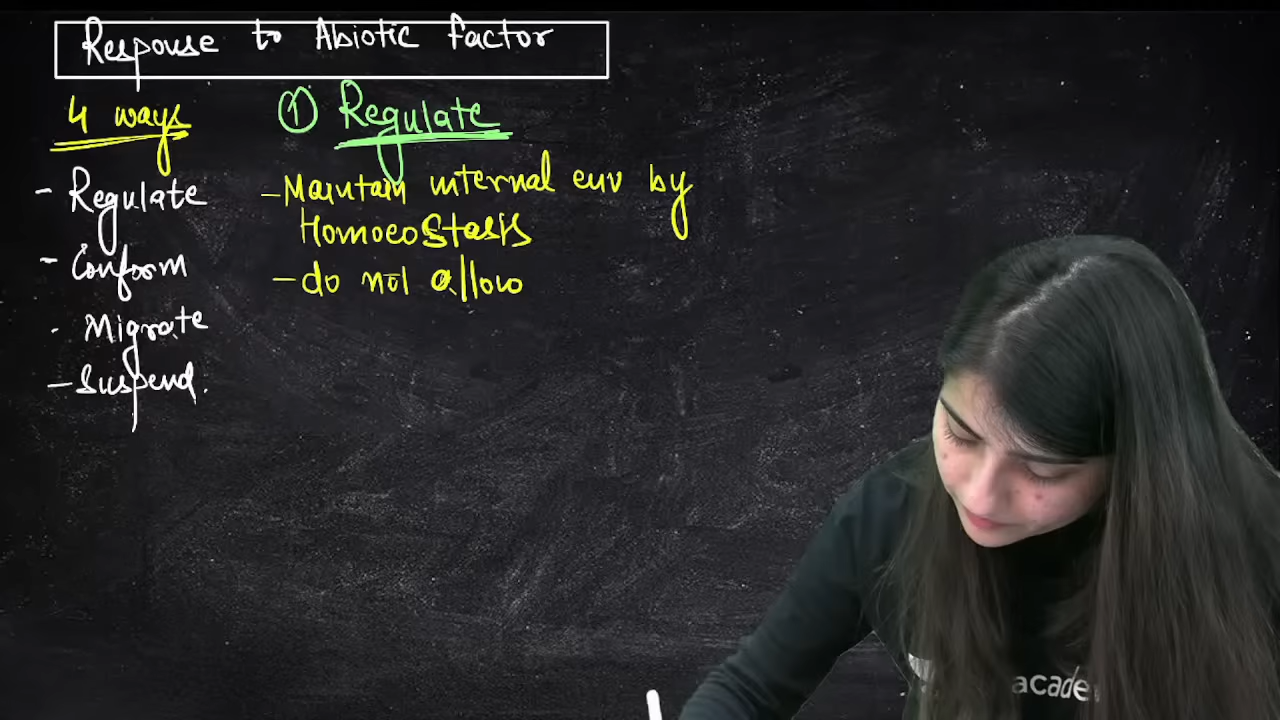 Response to Abiotic factor
4 ways
- Regulate
- Conform
- Migrate
- Suspend.
① Regulate
- Maintain internal env by
Homoeostasis
- do not allow
acade